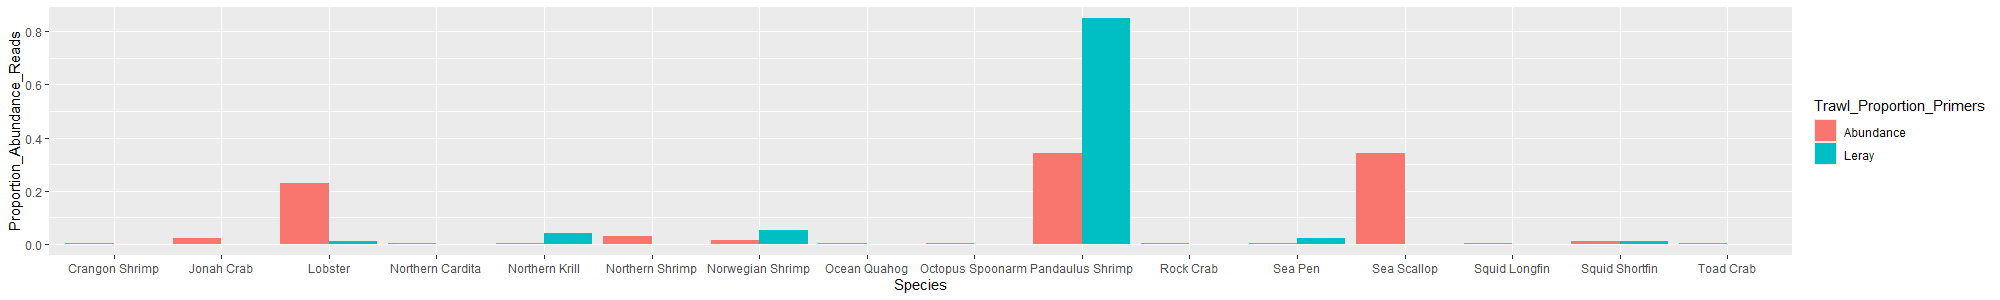 Proportion_Abundance_Reads
0.8
0.6
0.4
0.2
0.0
Crangon Shrimp Jonah Crab Lobster Northern Cardita Northern Krill Northern Shrimp Norwegian Shrimp Ocean Quahog Octopus Spoonarm Pandaulus Shrimp Rock Crab Sea Pen Sea Scallop Squid Longfin Squid Shortfin Toad Crab
Species
Trawl_Proportion_Primers
Abundance
Leray